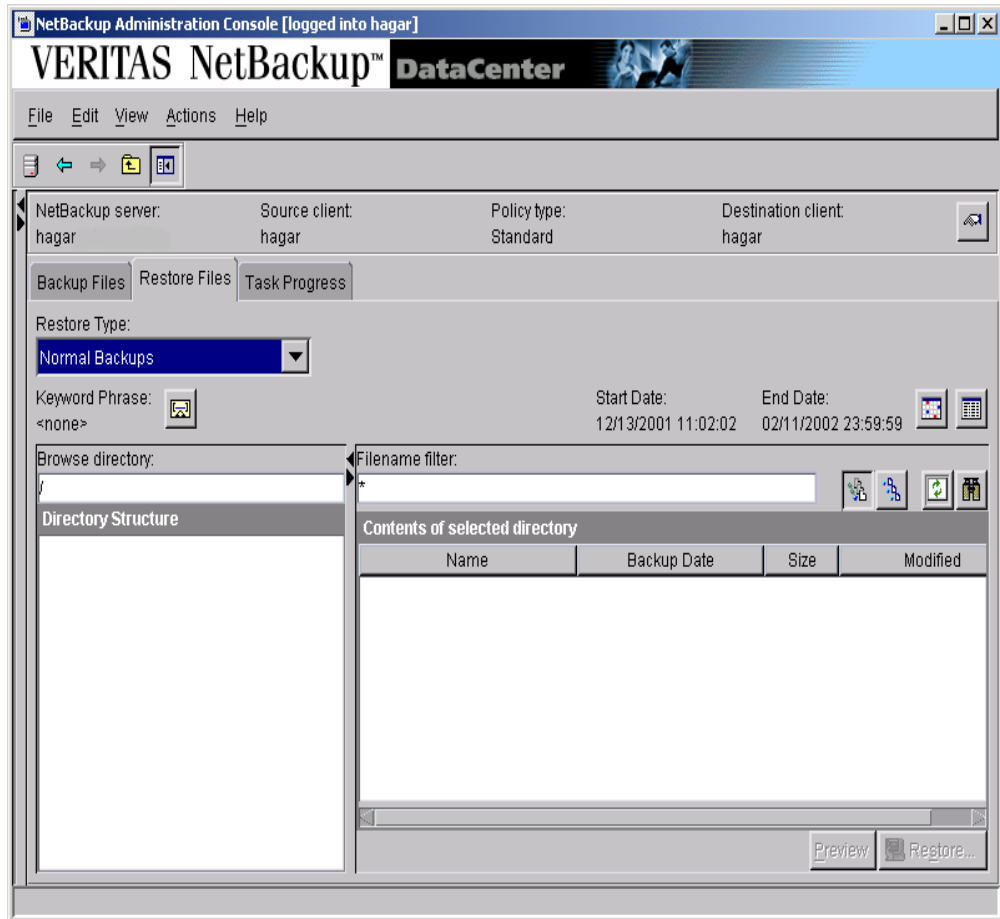 NetBackup Administration Console [logged into hagar]
VERITAS NetBackup™ DataCenter
File Edit View Actions Help
NetBackup server: Source client: Policy type: Destination client:
hagar hagar Standard hagar
Backup Files Restore Files Task Progress
Restore Type:
Normal Backups
Keyword Phrase: Start Date: End Date:
<none> 12/13/2001 11:02:02 02/11/2002 23:59:59
Browse directory: Filename filter:
/ *
Directory Structure Contents of selected directory
Name Backup Date Size Modified
Preview Restore...